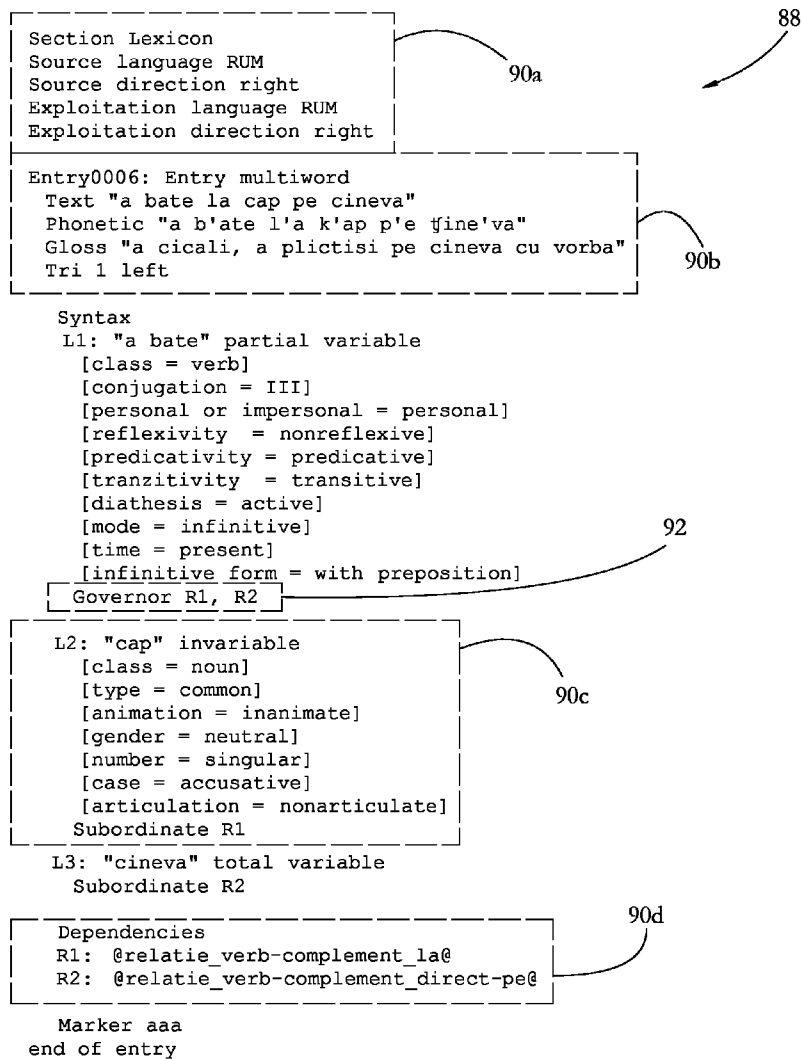 88
Section Lexicon
Source language RUM
Source direction right
Exploitation language RUM
Exploitation direction right
90a
Entry0006: Entry multiword
Text "a bate la cap pe cineva"
Phonetic "a b'ate l'a k'ap p'e ʧine'va"
Gloss "a cicali, a plictisi pe cineva cu vorba"
Tri 1 left
90b
Syntax
L1: "a bate" partial variable
[class = verb]
[conjugation = III]
[personal or impersonal = personal]
[reflexivity = nonreflexive]
[predicativity = predicative]
[tranzitivity = transitive]
[diathesis = active]
[mode = infinitive]
[time = present]
[infinitive form = with preposition]
Governor R1, R2
92
L2: "cap" invariable
[class = noun]
[type = common]
[animation = inanimate]
[gender = neutral]
[number = singular]
[case = accusative]
[articulation = nonarticulate]
Subordinate R1
90c
L3: "cineva" total variable
Subordinate R2
90d
Dependencies
R1: @relatie_verb-complement_la@
R2: @relatie_verb-complement_direct-pe@
Marker aaa
end of entry